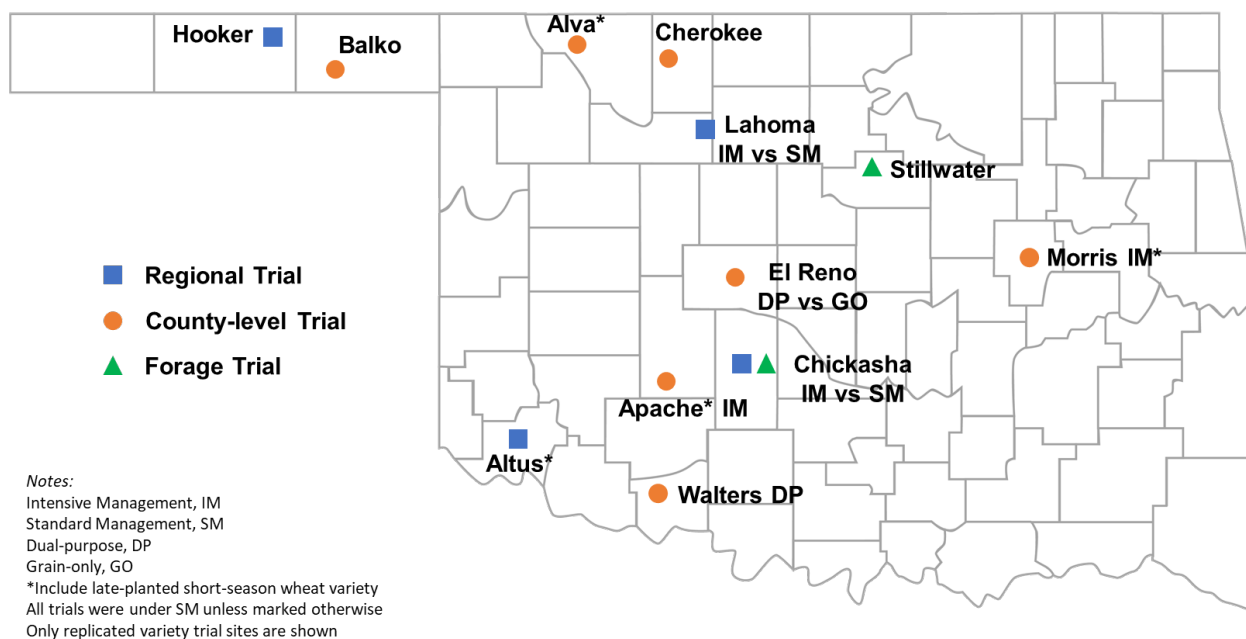 Hooker
Balko
Alva*
Cherokee
Lahoma
IM vs SM
Stillwater
Morris IM*
El Reno
DP vs GO
Regional Trial
County-level Trial
Forage Trial
Chickasha
IM vs SM
Apache* IM
Altus*
Walters DP
Notes:
Intensive Management, IM
Standard Management, SM
Dual-purpose, DP
Grain-only, GO
*Include late-planted short-season wheat variety
All trials were under SM unless marked otherwise
Only replicated variety trial sites are shown